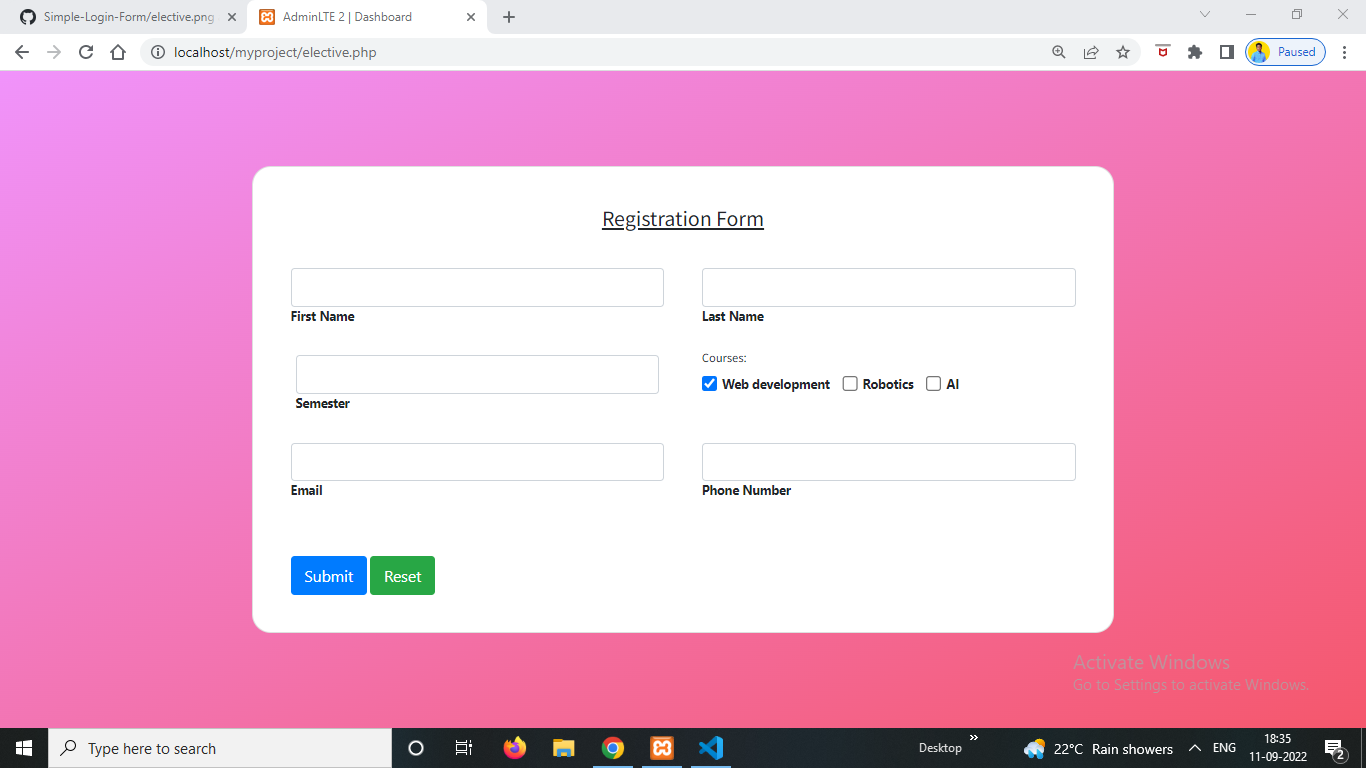 Simple-Login-Form/elective.png
AdminLTE 2 | Dashboard
localhost/myproject/elective.php
Paused
Registration Form
First Name
Last Name
Courses:
Web development Robotics AI
Semester
Email
Phone Number
Submit Reset
Activate Windows
Go to Settings to activate Windows.
Type here to search
Desktop
22°C Rain showers
ENG
18:35
11-09-2022
2